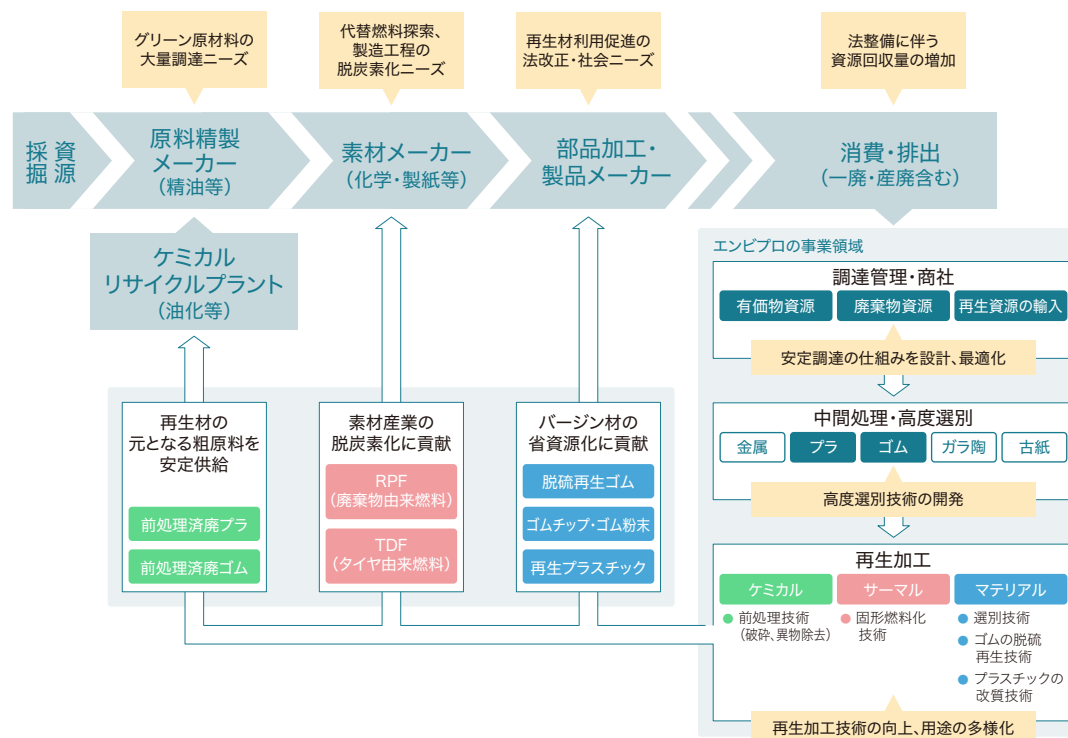 グリーン原材料の
大量調達ニーズ
代替燃料探索、
製造工程の
脱炭素化ニーズ
再生材利用促進の
法改正・社会ニーズ
法整備に伴う
資源回収量の増加
資源
採掘
原料精製
メーカー
（精油等）
素材メーカー
（化学・製紙等）
部品加工・
製品メーカー
消費・排出
（一廃・産廃含む）
ケミカル
リサイクルプラント
（油化等）
再生材の
元となる粗原料を
安定供給
前処理済廃プラ
前処理済廃ゴム
素材産業の
脱炭素化に貢献
RPF
（廃棄物由来燃料）
TDF
（タイヤ由来燃料）
バージン材の
省資源化に貢献
脱硫再生ゴム
ゴムチップ・ゴム粉末
再生プラスチック
エンビプロの事業領域
調達管理・商社
有価物資源
廃棄物資源
再生資源の輸入
安定調達の仕組みを設計、最適化
中間処理・高度選別
金属
プラ
ゴム
ガラ陶
古紙
高度選別技術の開発
再生加工
ケミカル
サーマル
マテリアル
● 前処理技術
（破砕、異物除去）
● 固形燃料化
技術
● 選別技術
● ゴムの脱硫
再生技術
● プラスチックの
改質技術
再生加工技術の向上、用途の多様化